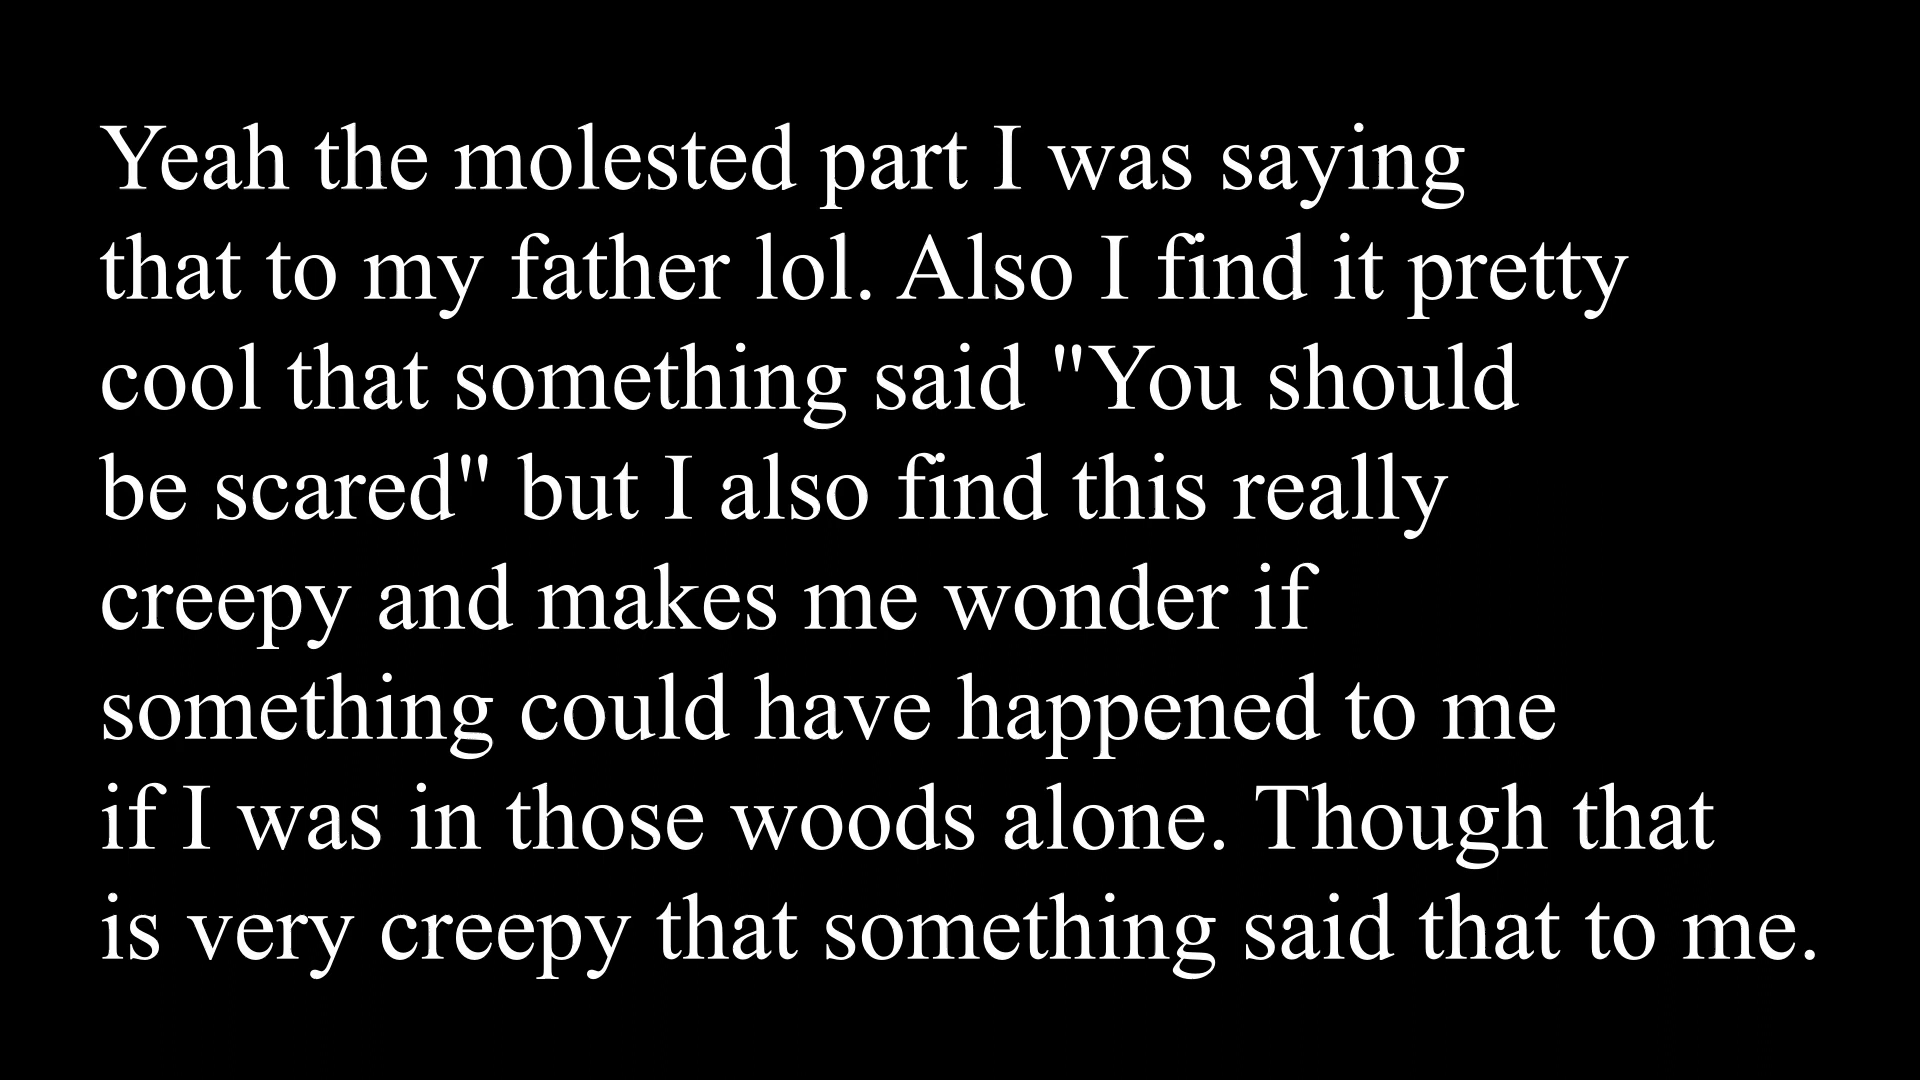 Yeah the molested part I was saying
that to my father lol. Also I find it pretty
cool that something said "You should
be scared" but I also find this really
creepy and makes me wonder if
something could have happened to me
if I was in those woods alone. Though that
is very creepy that something said that to me.